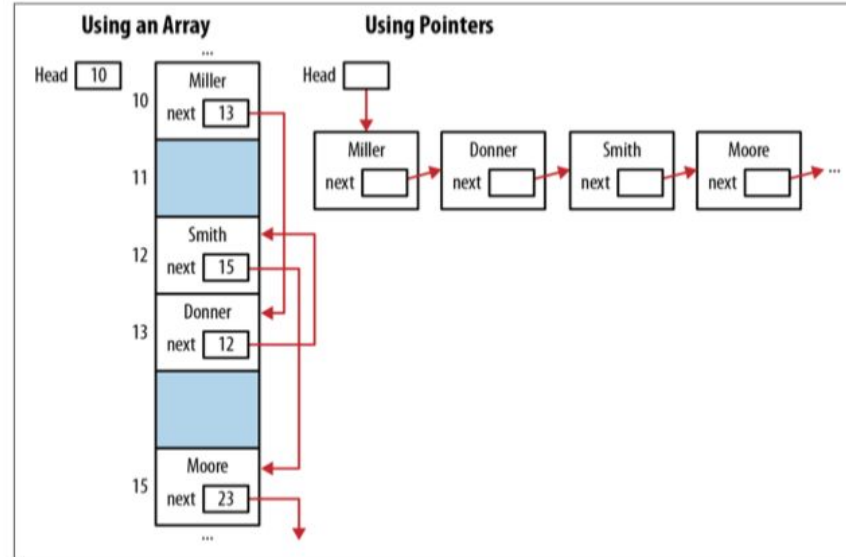 Using an Array
...
Head 10
10
Miller
next 13
11
12
Smith
next 15
13
Donner
next 12
15
Moore
next 23
...
Using Pointers
Head
Miller
next
Donner
next
Smith
next
Moore
next
...